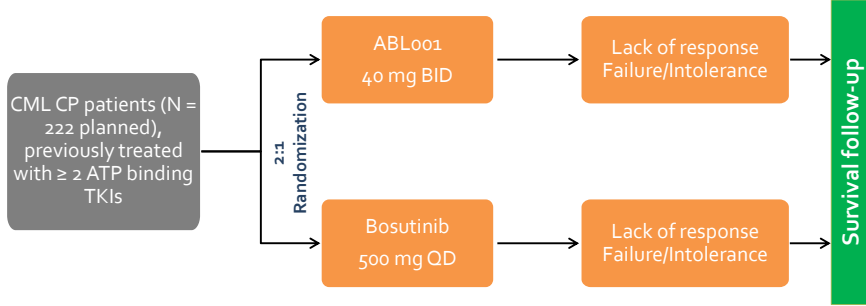 CML CP patients (N =
222 planned),
previously treated
with ≥ 2 ATP binding
TKIs
2:1
Randomization
ABL001
40 mg BID
Lack of response
Failure/Intolerance
Bosutinib
500 mg QD
Lack of response
Failure/Intolerance
Survival follow-up